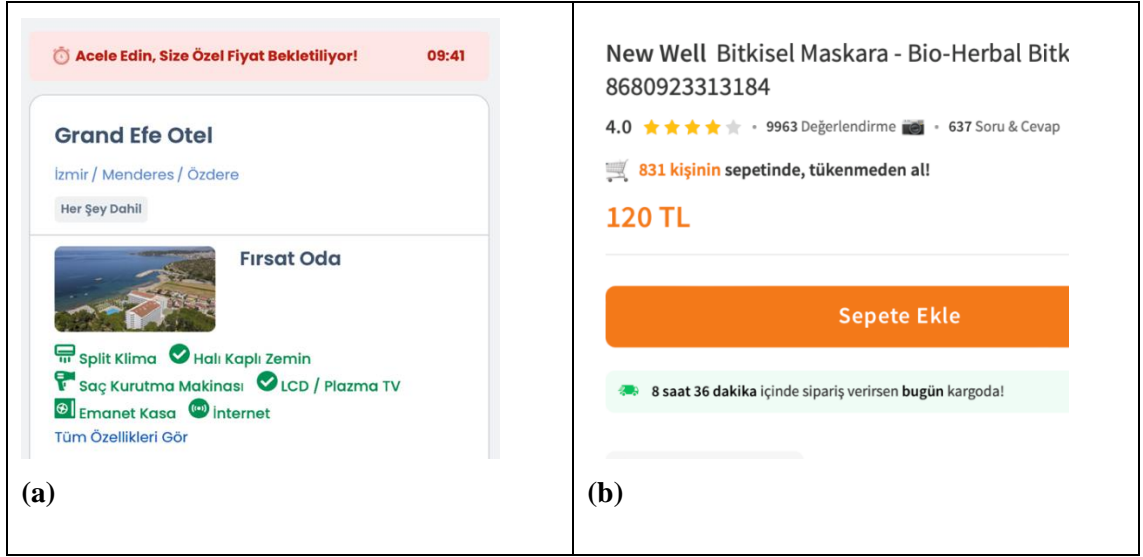 Acele Edin, Size Özel Fiyat Bekletiliyor! 09:41
Grand Efe Otel
İzmir / Menderes / Özdere
Her Şey Dahil
Fırsat Oda
Split Klima Halı Kaplı Zemin
Saç Kurutma Makinası LCD / Plazma TV
Emanet Kasa İnternet
Tüm Özellikleri Gör
(a)
New Well Bitkisel Maskara - Bio-Herbal Bitk
8680923313184
4.0 • 9963 Değerlendirme • 637 Soru & Cevap
831 kişinin sepetinde, tükenmeden al!
120 TL
Sepete Ekle
8 saat 36 dakika içinde sipariş verirsen bugün kargoda!
(b)